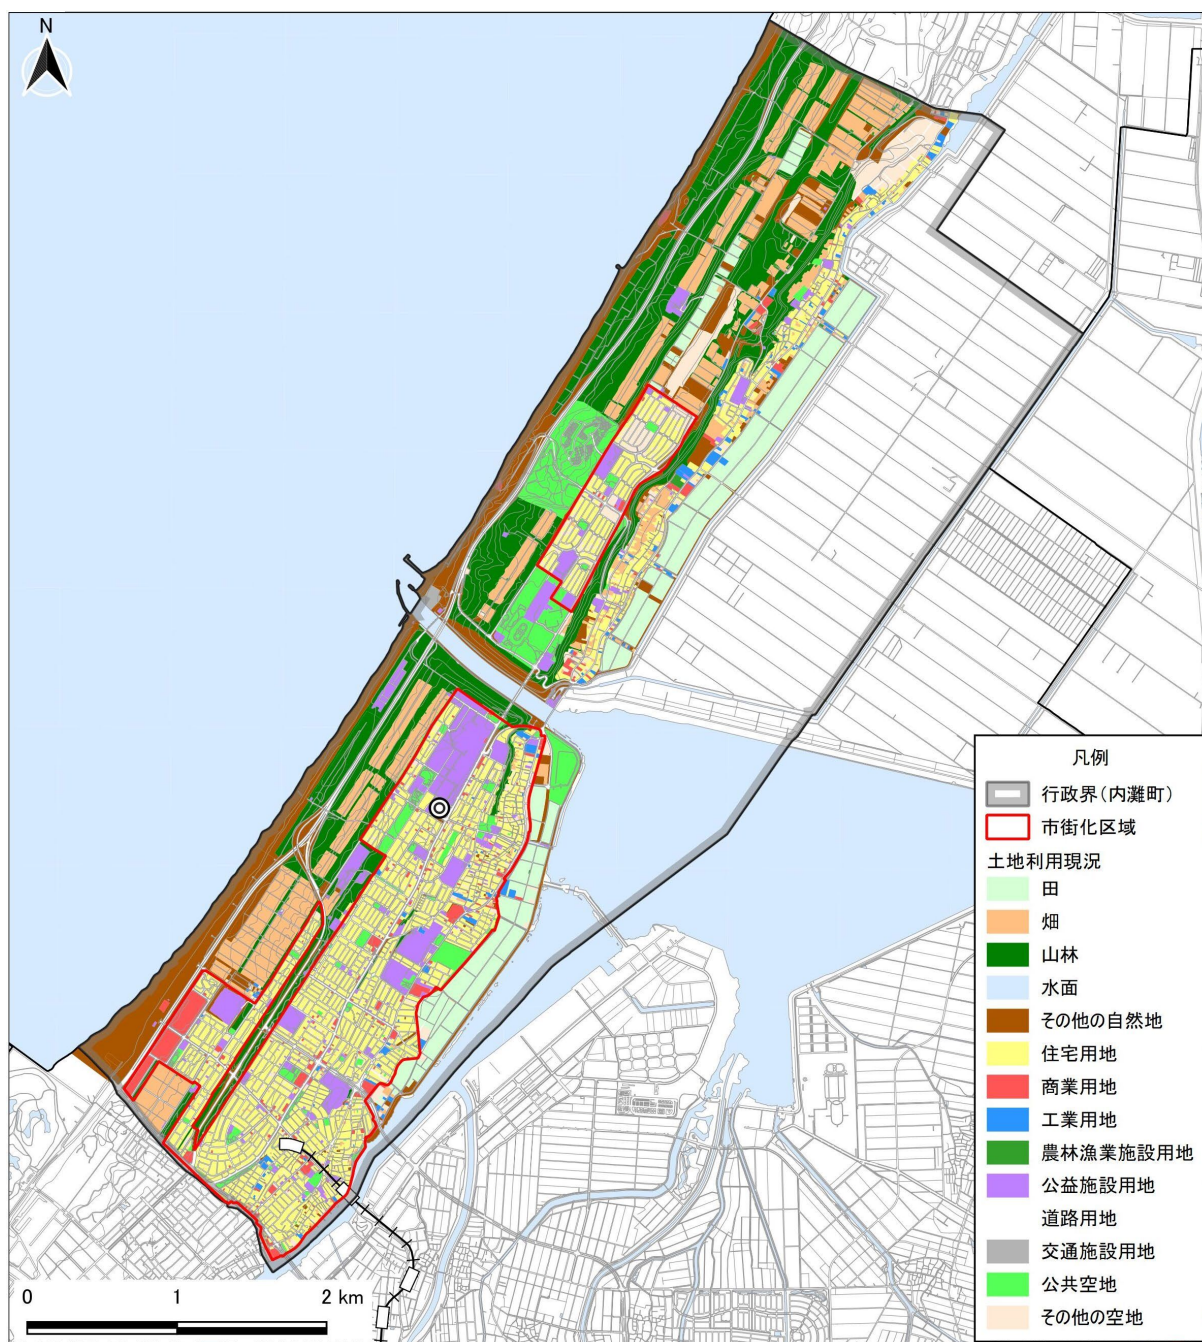 N
凡例
行政界(内灘町)
市街化区域
土地利用現況
田
畑
山林
水面
その他の自然地
住宅用地
商業用地
工業用地
農林漁業施設用地
公益施設用地
道路用地
交通施設用地
公共空地
その他の空地
0 1 2 km